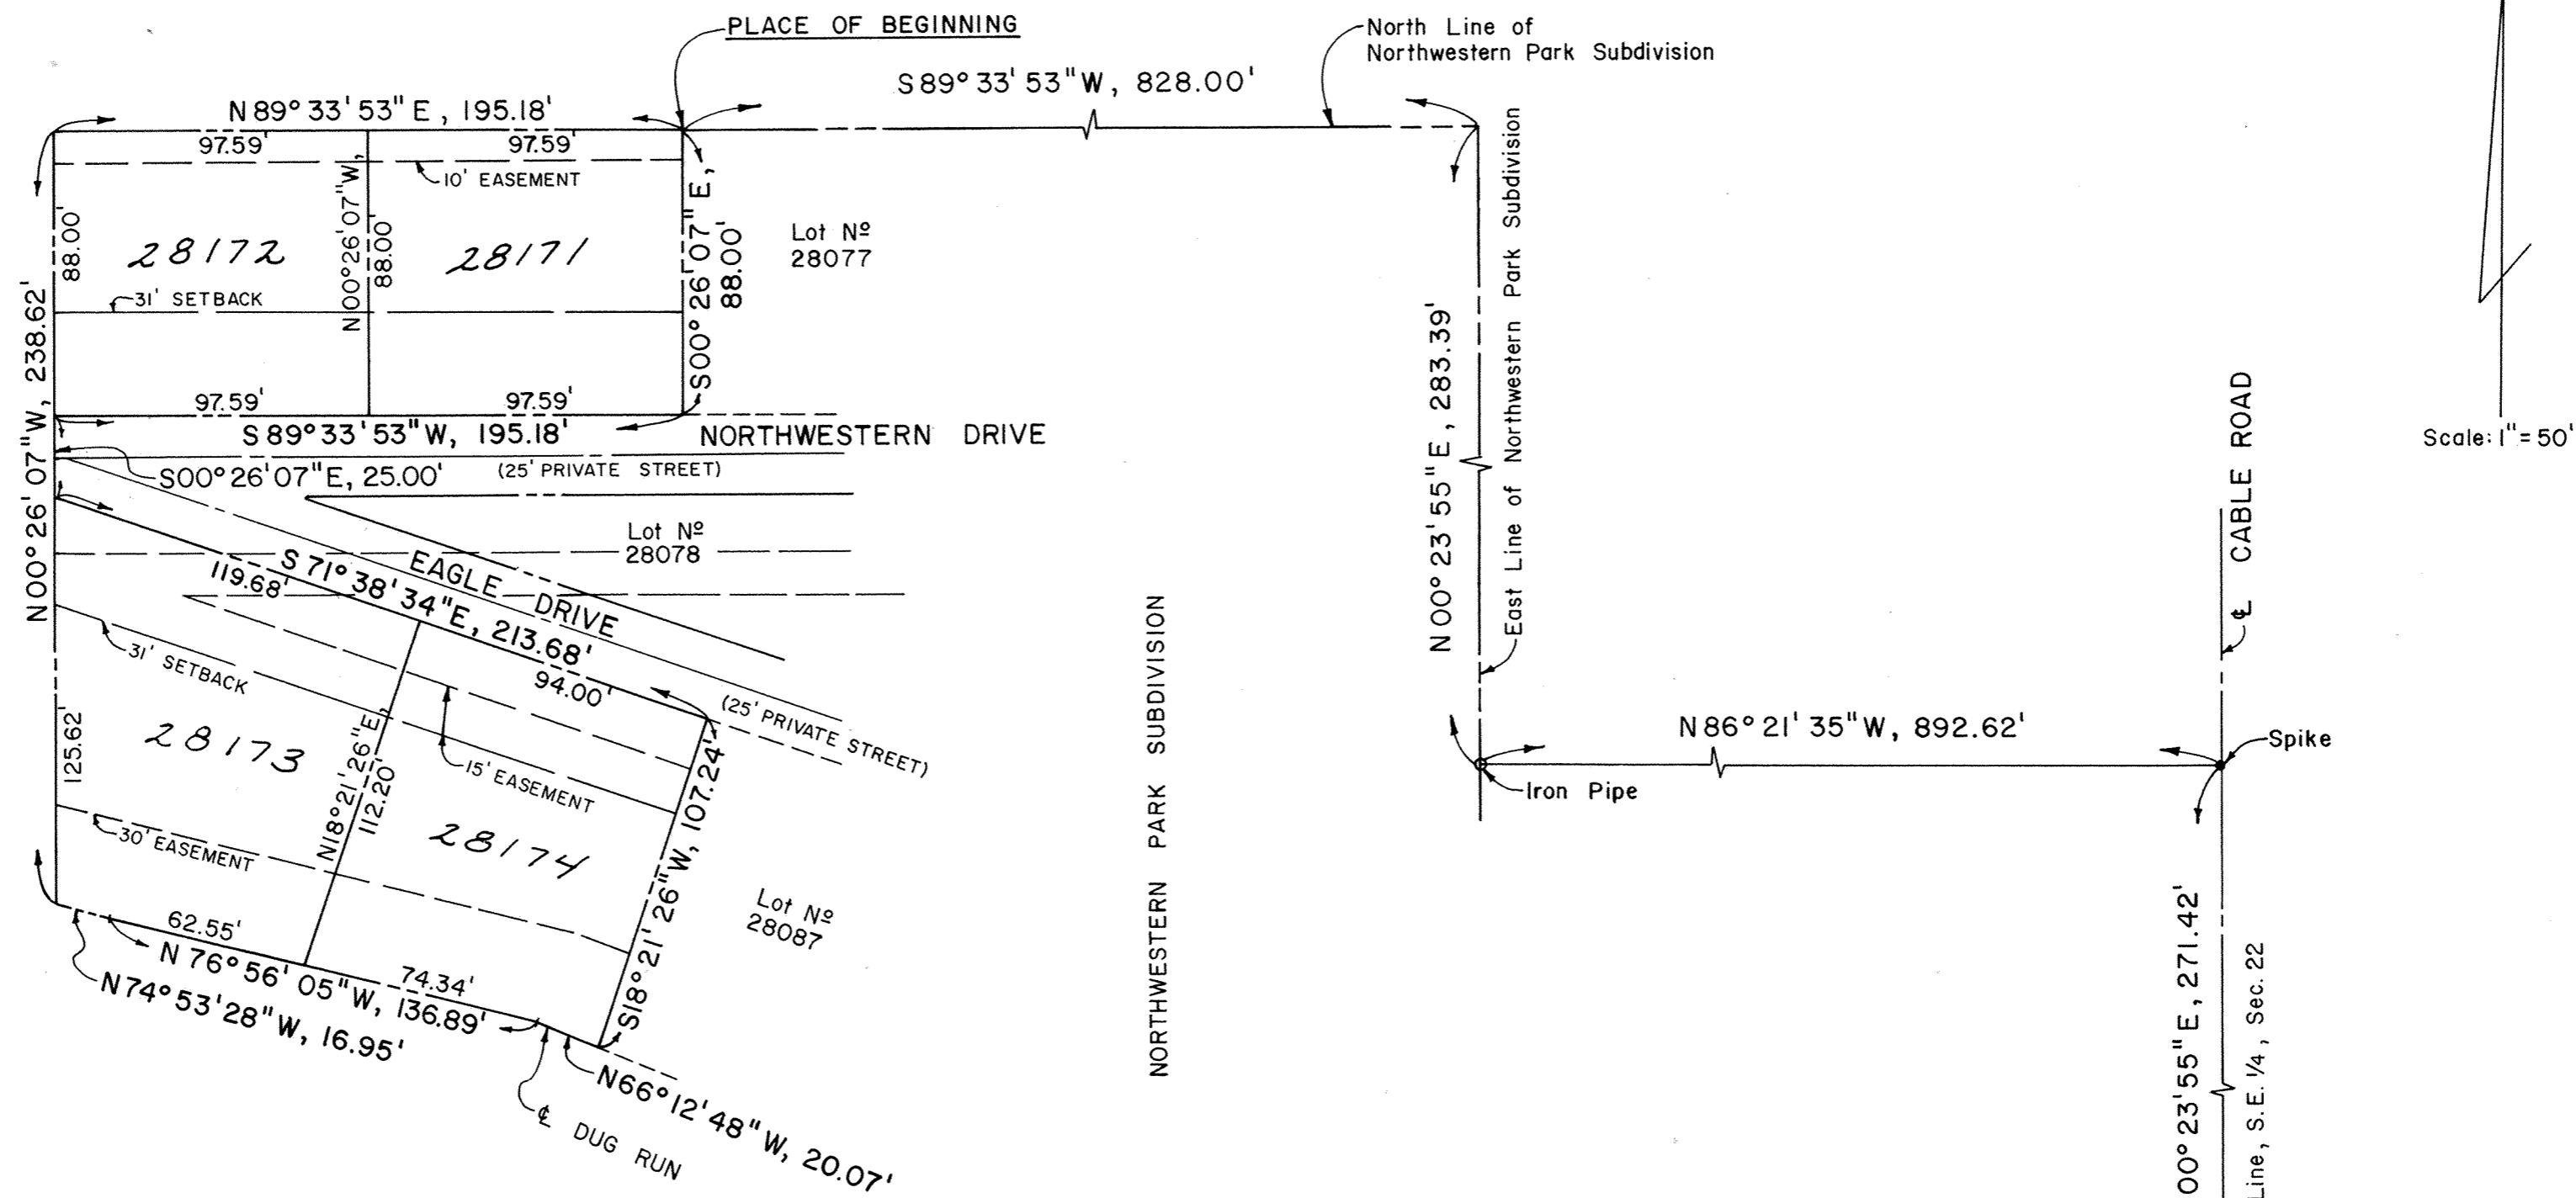 PLACE OF BEGINNING
North Line of
Northwestern Park Subdivision
S89°33'53"W, 828.00'
N89°33'53"E, 195.18'
97.59'
97.59'
10' EASEMENT
N00°26'07"W,
88.00'
88.00'
S00°26'07"E,
88.00'
28172
28171
Lot Nº
28077
31' SETBACK
N00°26'07"W, 238.62'
97.59'
97.59'
S89°33'53"W, 195.18'
NORTHWESTERN DRIVE
(25' PRIVATE STREET)
S00°26'07"E, 25.00'
Lot Nº
28078
EAGLE DRIVE
(25' PRIVATE STREET)
S71°38'34"E, 213.68'
119.68'
94.00'
31' SETBACK
15' EASEMENT
28173
125.62'
N18°21'26"E,
112.20'
28174
30' EASEMENT
S18°21'26"W, 107.24'
Lot Nº
28087
62.55'
74.34'
N76°56'05"W, 136.89'
N74°53'28"W, 16.95'
N66°12'48"W, 20.07'
℄ DUG RUN
NORTHWESTERN PARK SUBDIVISION
N00°23'55"E, 283.39'
East Line of Northwestern Park Subdivision
N86°21'35"W, 892.62'
Iron Pipe
Spike
℄ CABLE ROAD
Scale: 1"=50'
00°23'55"E, 271.42'
Line, S.E. 1/4, Sec. 22